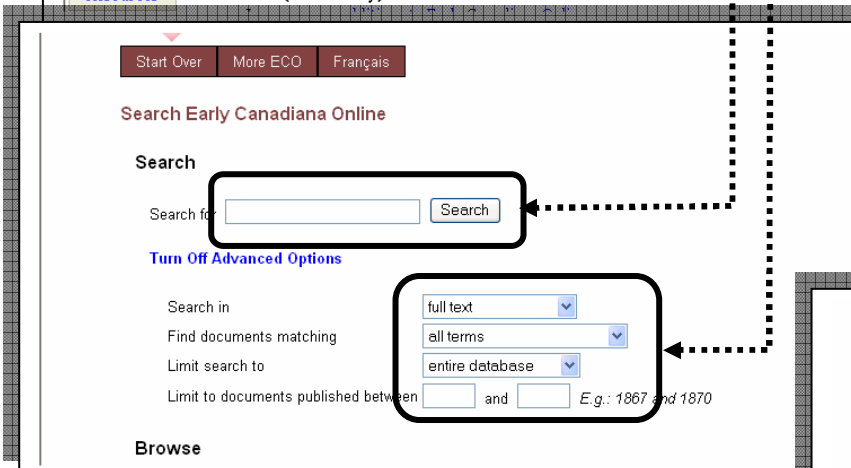 Start Over More ECO Français
Search Early Canadiana Online
Search
Search for Search
Turn Off Advanced Options
Search in full text
Find documents matching all terms
Limit search to entire database
Limit to documents published between and E.g.: 1867 and 1870
Browse